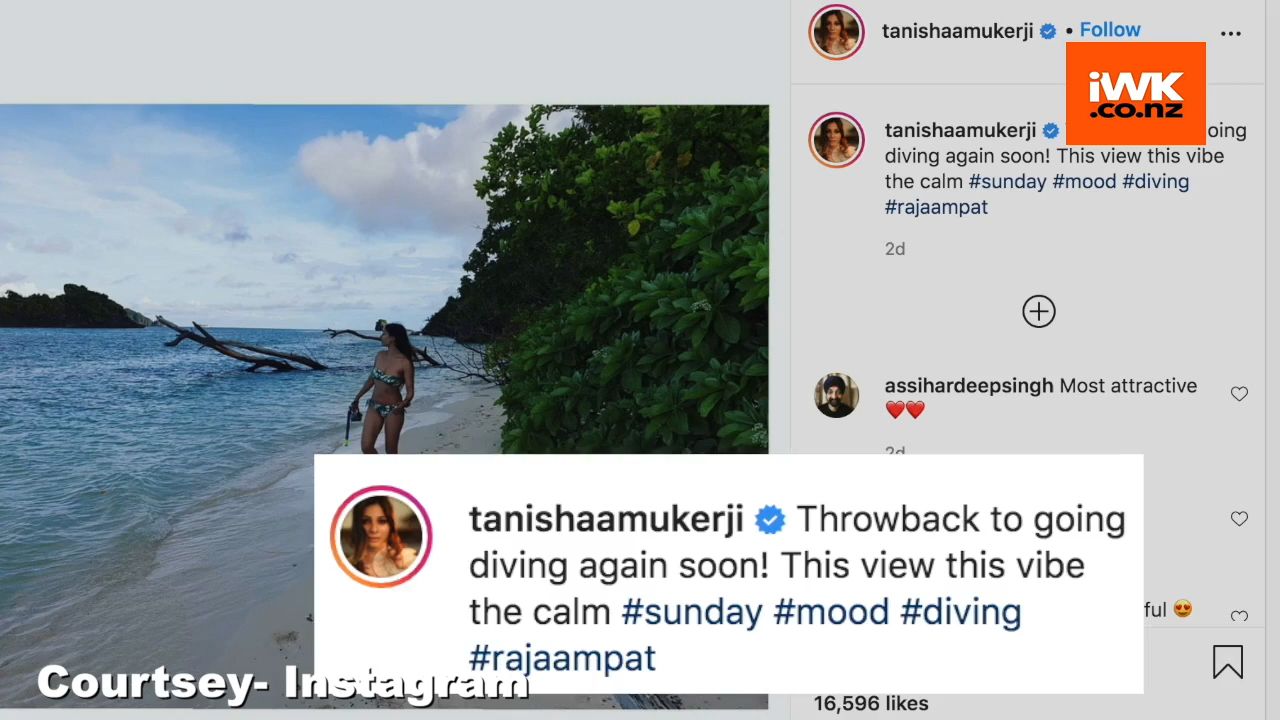 tanishaamukerji • Follow
iWK
.co.nz
tanishaamukerji oing
diving again soon! This view this vibe
the calm #sunday #mood #diving
#rajaampat
2d
assihardeepsingh Most attractive
❤️❤️
2d
tanishaamukerji Throwback to going
diving again soon! This view this vibe
the calm #sunday #mood #diving
#rajaampat
ful 😍
Courtsey- Instagram
16,596 likes